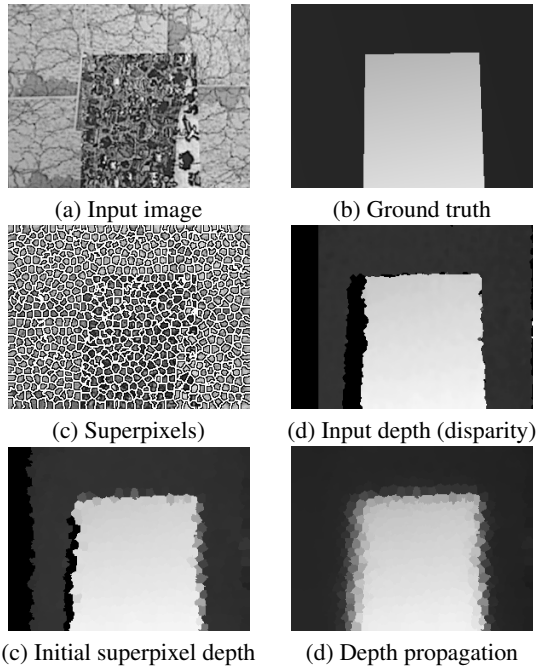 (a) Input image
(b) Ground truth
(c) Superpixels)
(d) Input depth (disparity)
(c) Initial superpixel depth
(d) Depth propagation